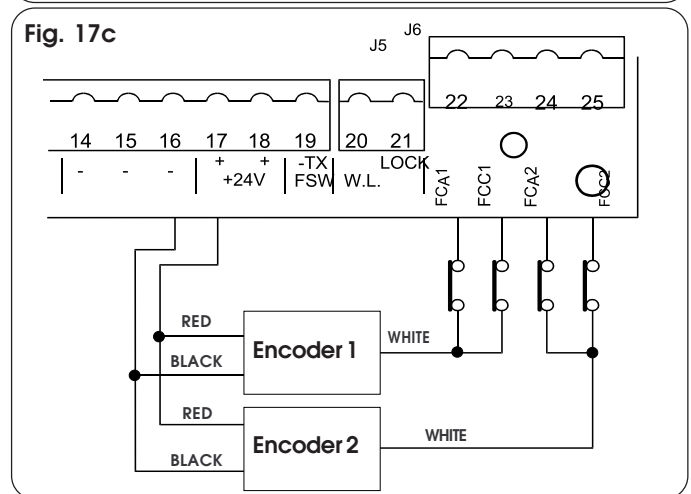 Fig. 17c
J5 J6
22 23 24 25
14 15 16 17 18 19 20 21
- - - + + -TX LOCK
+24V FSW W.L.
FCA1 FCC1 FCA2 FCC2
RED
WHITE
Encoder 1
BLACK
RED
WHITE
Encoder 2
BLACK